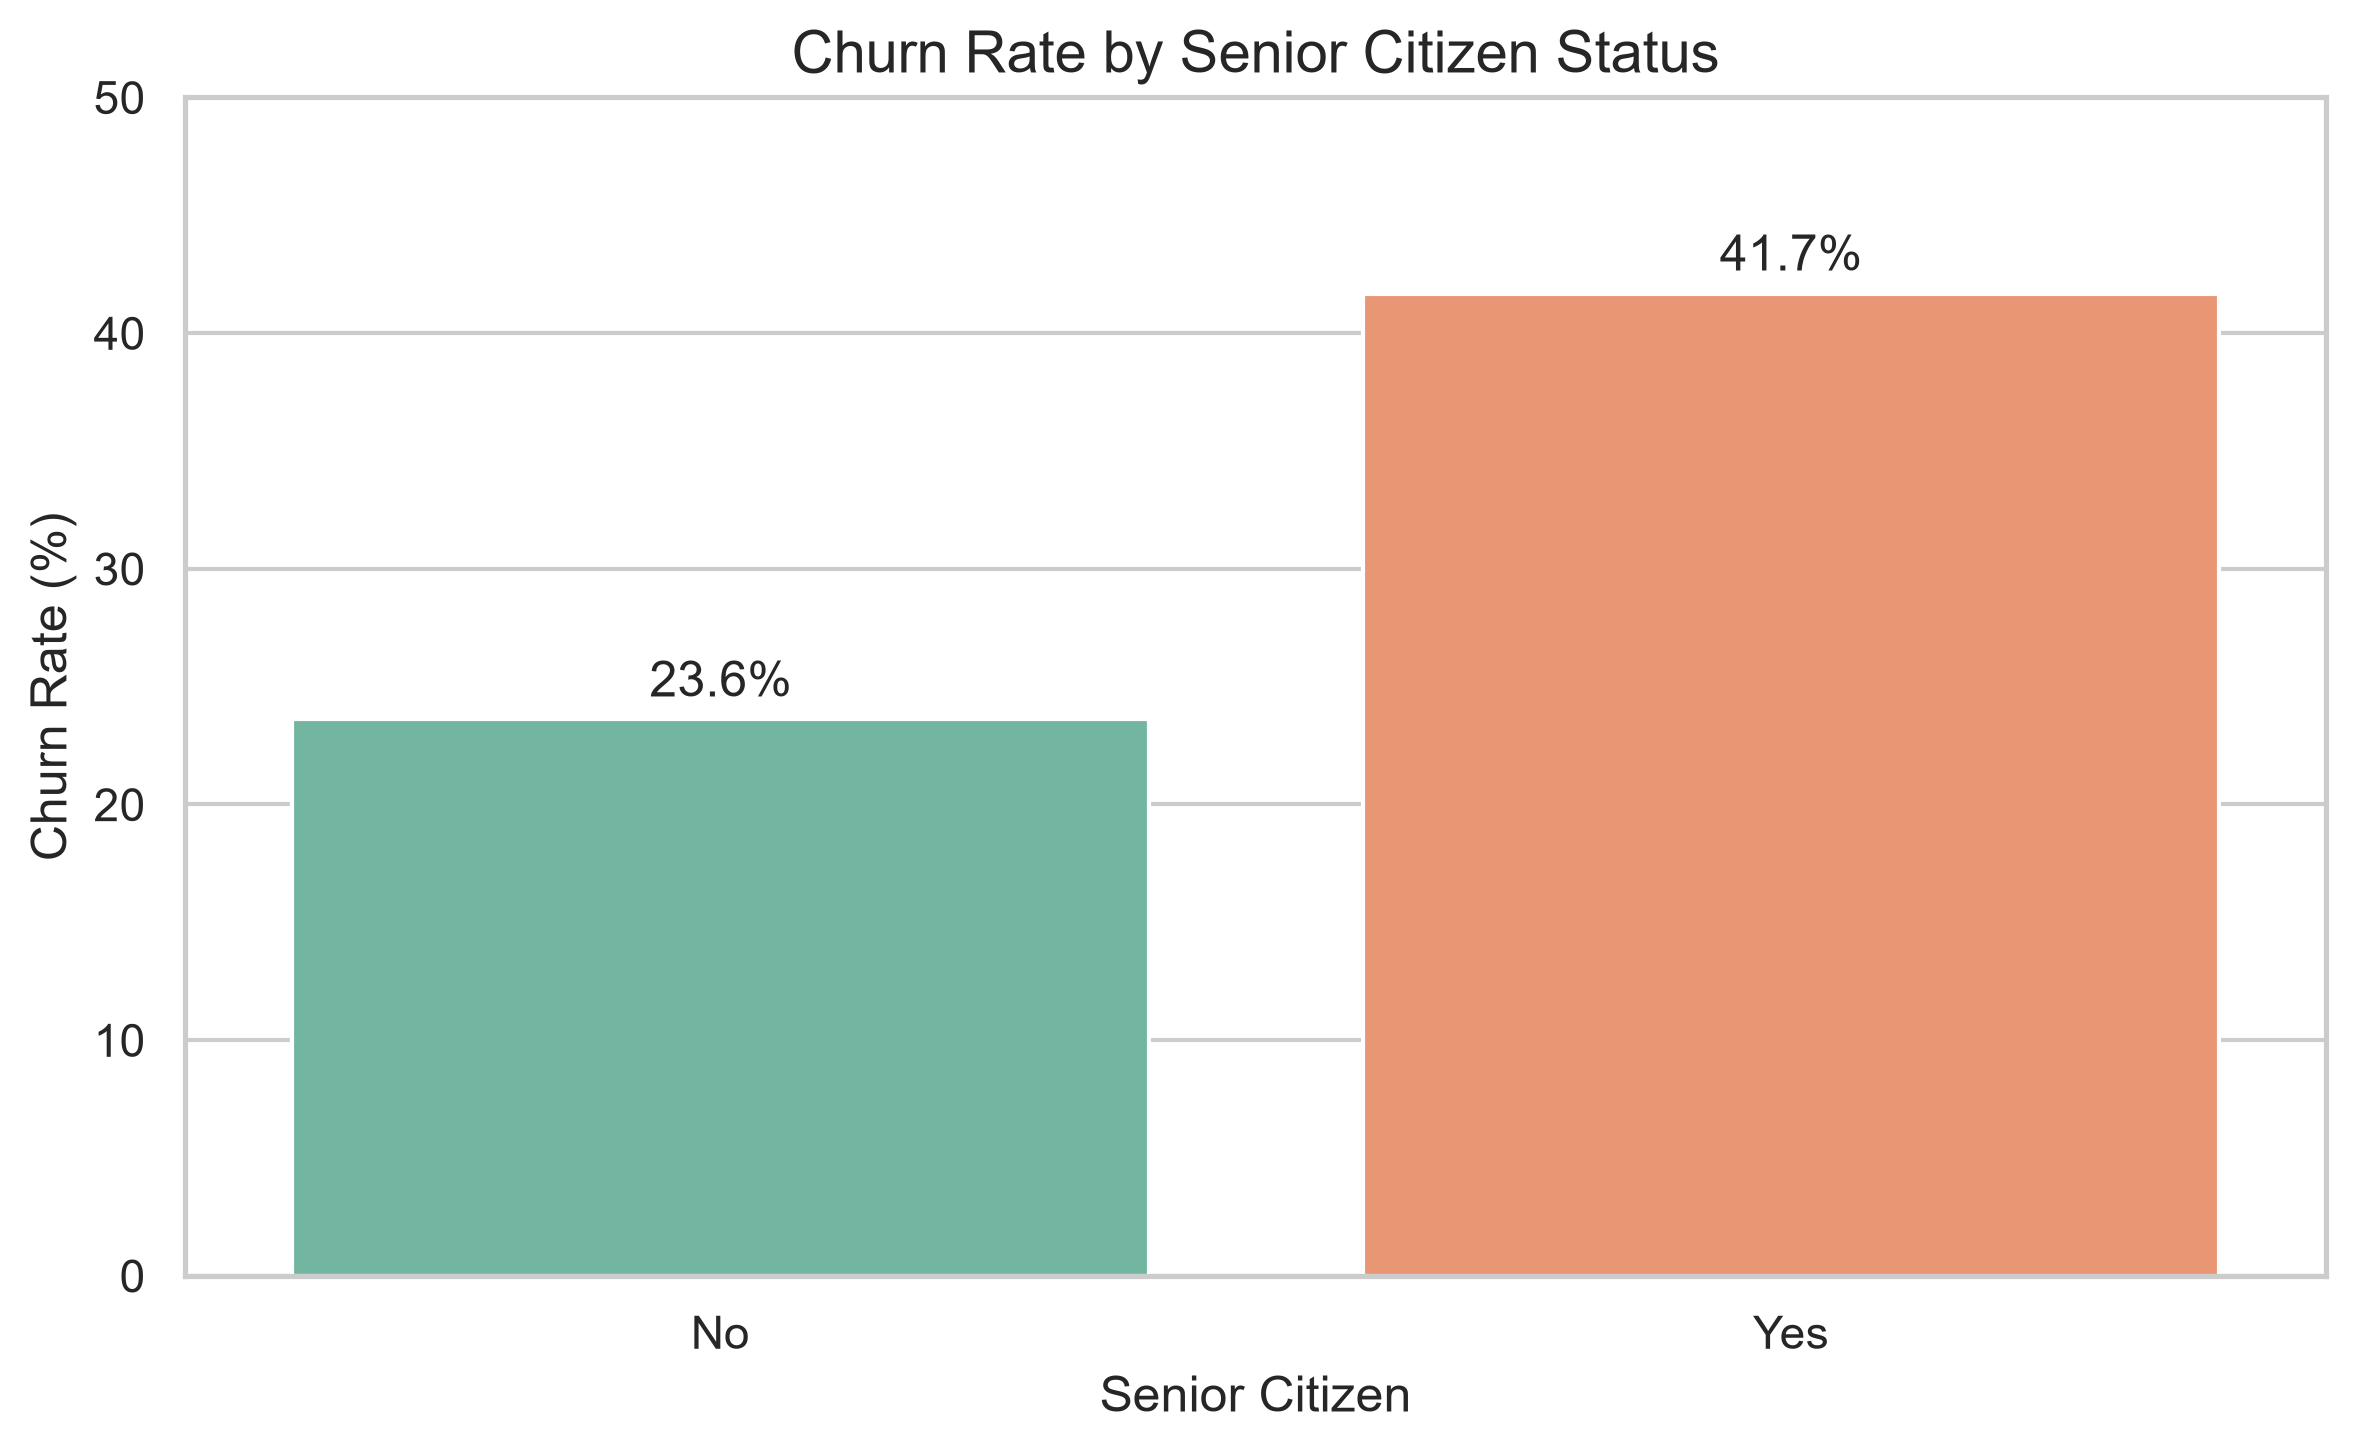 Churn Rate by Senior Citizen Status
Churn Rate (%)
50
40
30
20
10
0
23.6%
41.7%
No
Yes
Senior Citizen